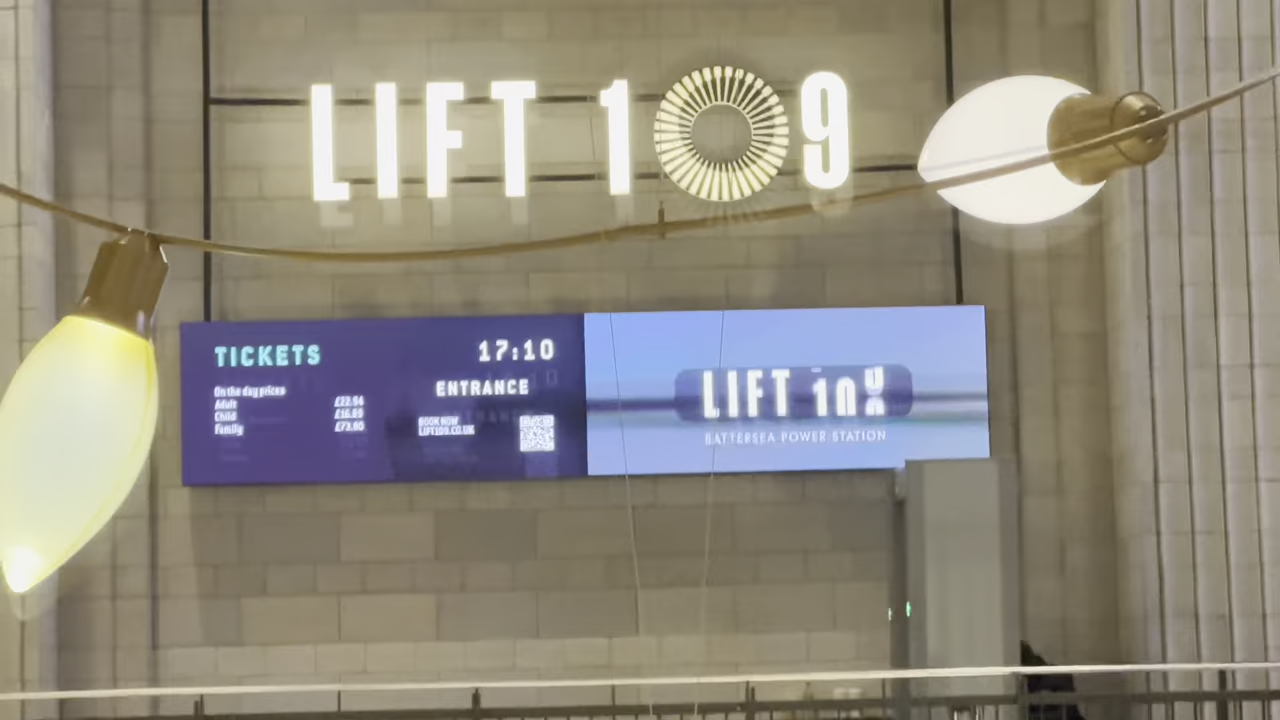 LIFT 109
TICKETS
17:10
On the day prices
Adult £22.94
Child £16.69
Family £73.80
ENTRANCE
BOOK NOW
LIFT109.CO.UK
LIFT
BATTERSEA POWER STATION